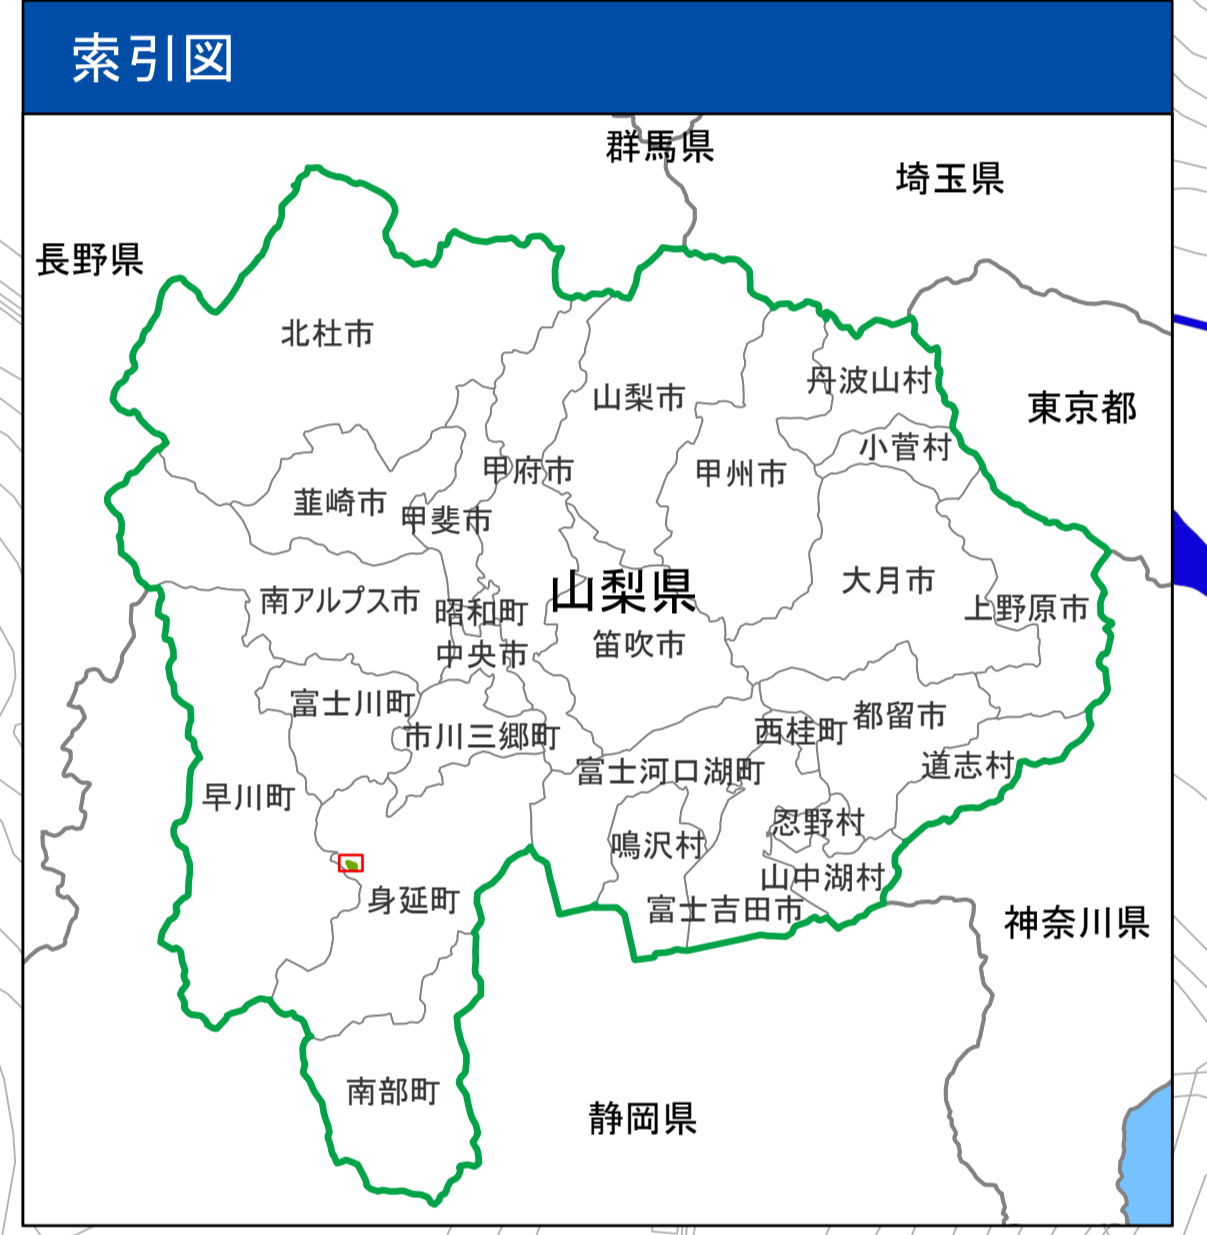 索引図
群馬県
埼玉県
長野県
北杜市
丹波山村
山梨市
東京都
小菅村
甲府市
甲州市
韮崎市
甲斐市
大月市
山梨県
南アルプス市
上野原市
昭和町
笛吹市
中央市
富士川町
都留市
西桂町
市川三郷町
道志村
富士河口湖町
早川町
忍野村
鳴沢村
山中湖村
身延町
富士吉田市
神奈川県
南部町
静岡県